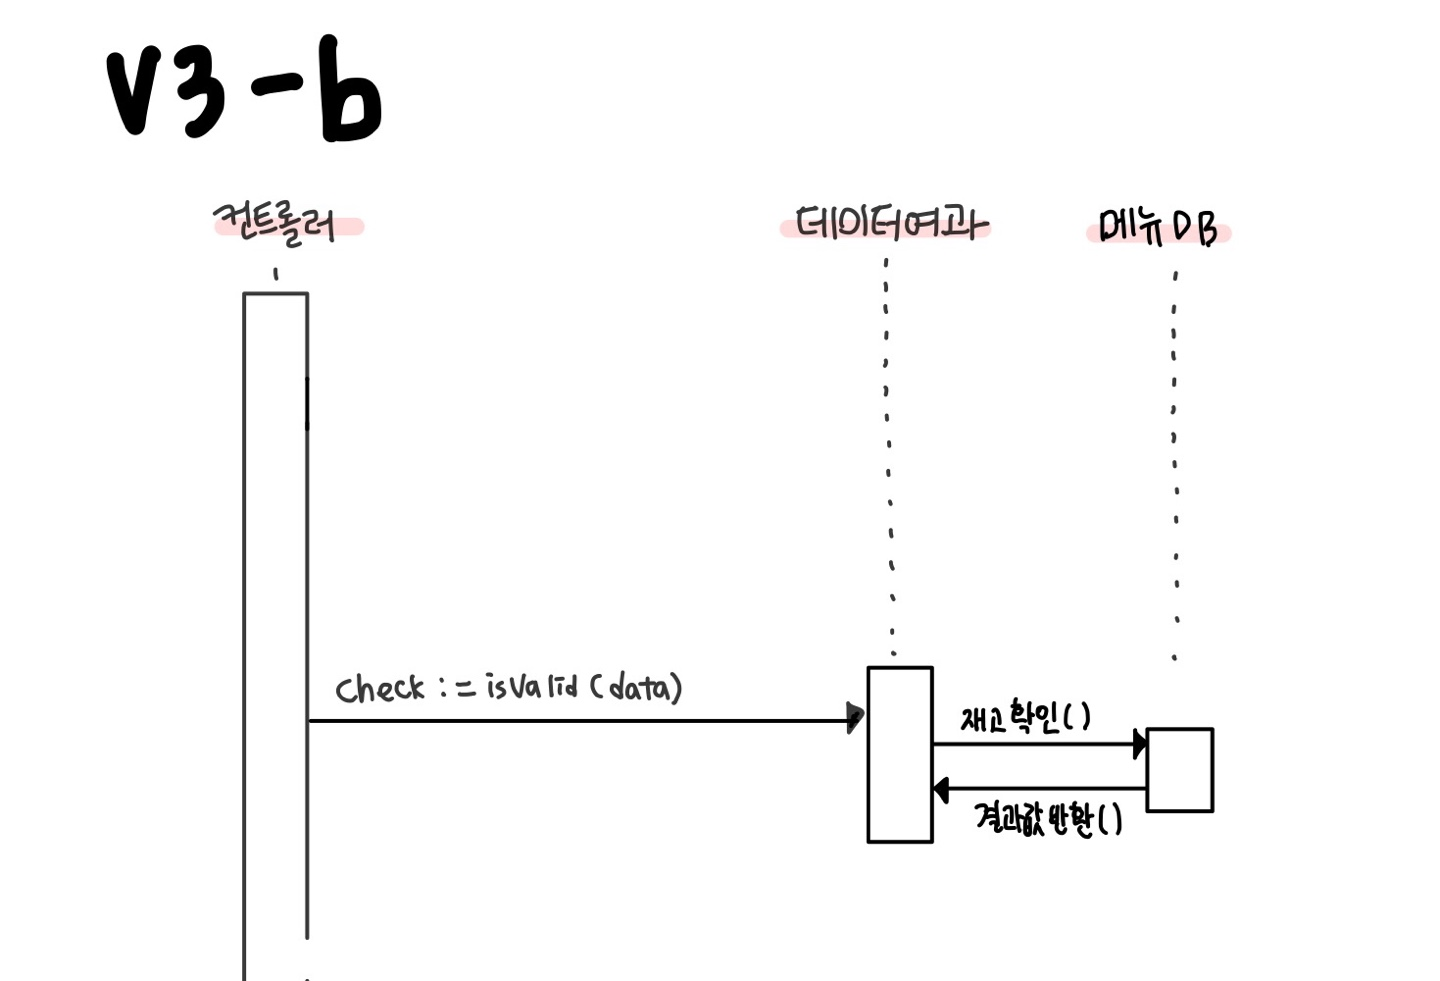 V3-b
컨트롤러 데이터여과 메뉴DB
Check := isValid(data)
재고확인()
결과값 반환()